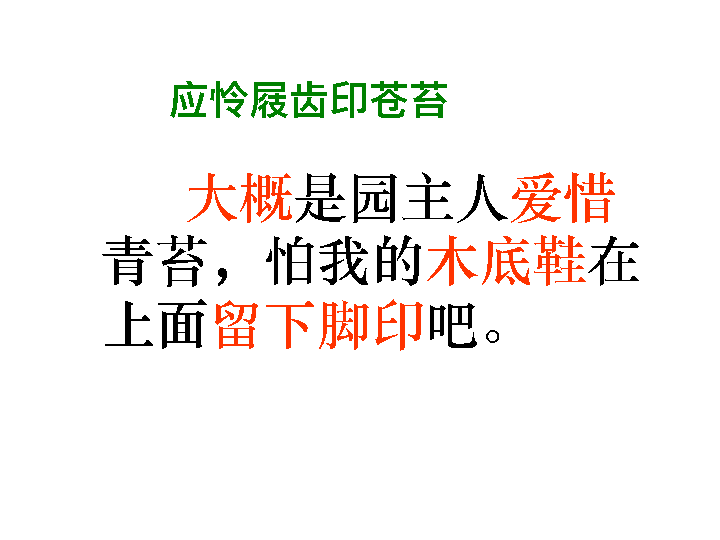 应怜屐齿印苍苔
大概是园主人爱惜
青苔，怕我的木底鞋在
上面留下脚印吧。